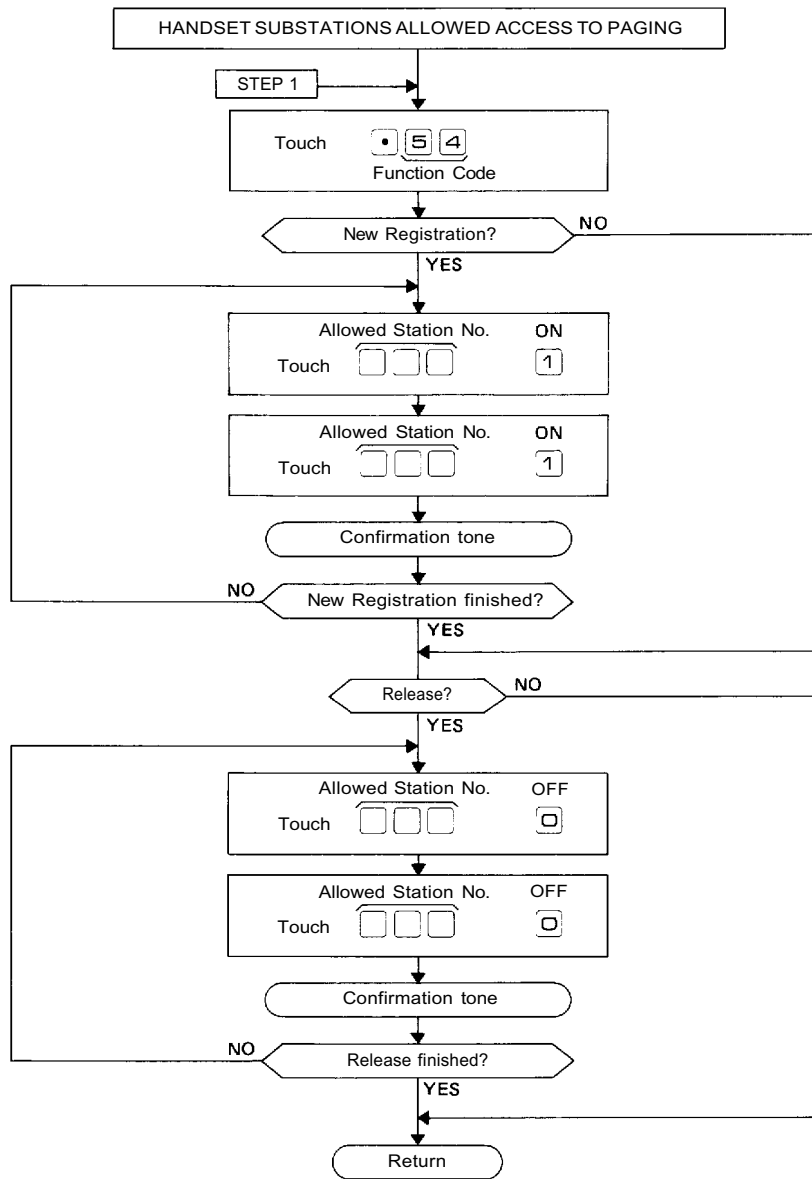 HANDSET SUBSTATIONS ALLOWED ACCESS TO PAGING
STEP 1
Touch • 5 4
Function Code
New Registration? NO
YES
Allowed Station No. ON
Touch 1
Allowed Station No. ON
Touch 1
Confirmation tone
NO New Registration finished?
YES
Release? NO
YES
Allowed Station No. OFF
Touch 0
Allowed Station No. OFF
Touch 0
Confirmation tone
NO Release finished?
YES
Return